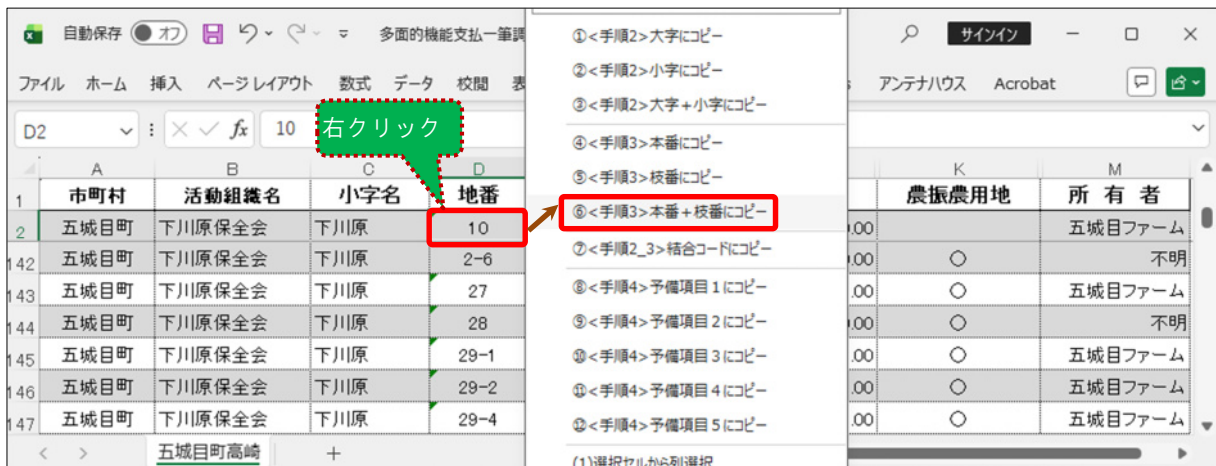 自動保存 オフ 多面的機能支払一筆調 サインイン
ファイル ホーム 挿入 ページ レイアウト 数式 データ 校閲 表 アンテナハウス Acrobat
D2 fx 10
右クリック
①<手順2>大字にコピー
②<手順2>小字にコピー
③<手順2>大字+小字にコピー
④<手順3>本番にコピー
⑤<手順3>枝番にコピー
⑥<手順3>本番+枝番にコピー
⑦<手順2_3>結合コードにコピー
⑧<手順4>予備項目1にコピー
⑨<手順4>予備項目2にコピー
⑩<手順4>予備項目3にコピー
⑪<手順4>予備項目4にコピー
⑫<手順4>予備項目5にコピー
(1)選択セルから列選択
A B C D K M
1 市町村 活動組織名 小字名 地番 農振農用地 所有者
2 五城目町 下川原保全会 下川原 10 .00 五城目ファーム
142 五城目町 下川原保全会 下川原 2-6 .00 ○ 不明
143 五城目町 下川原保全会 下川原 27 .00 ○ 五城目ファーム
144 五城目町 下川原保全会 下川原 28 .00 ○ 不明
145 五城目町 下川原保全会 下川原 29-1 .00 ○ 五城目ファーム
146 五城目町 下川原保全会 下川原 29-2 .00 ○ 五城目ファーム
147 五城目町 下川原保全会 下川原 29-4 .00 ○ 五城目ファーム
五城目町高崎